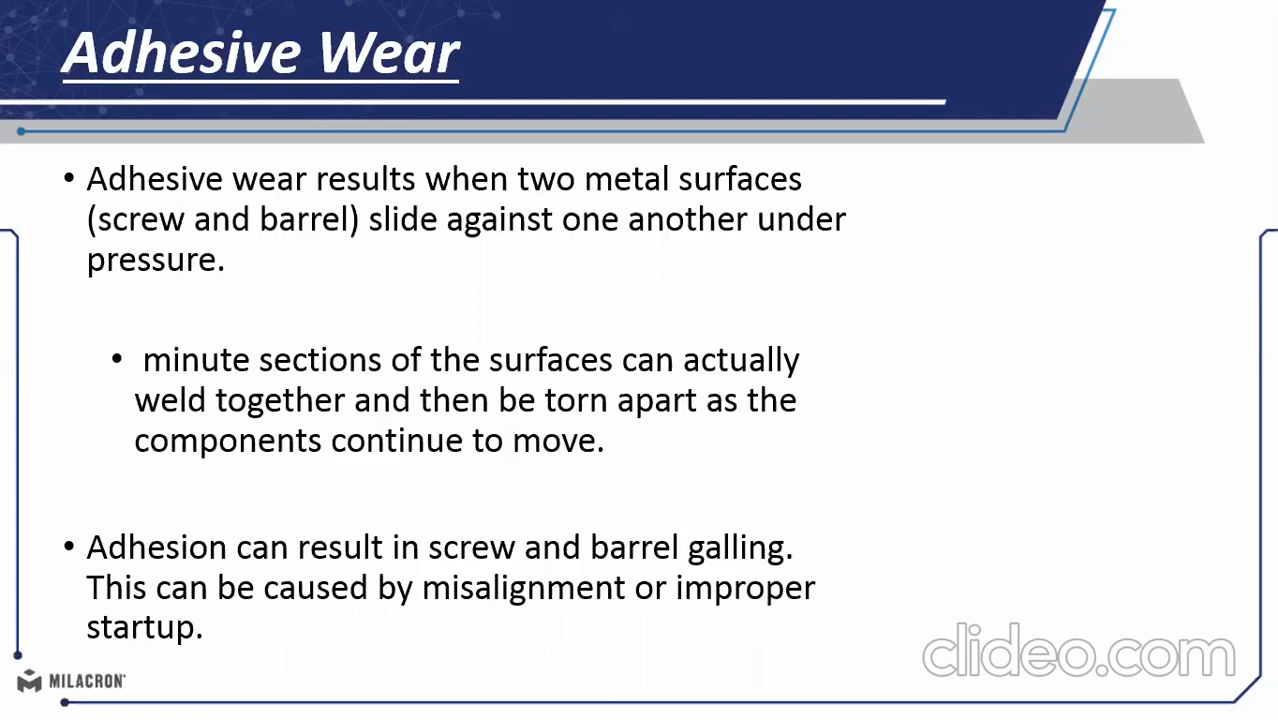 Adhesive Wear
• Adhesive wear results when two metal surfaces
(screw and barrel) slide against one another under
pressure.
• minute sections of the surfaces can actually
weld together and then be torn apart as the
components continue to move.
• Adhesion can result in screw and barrel galling.
This can be caused by misalignment or improper
startup.
MILACRON
clideo.com